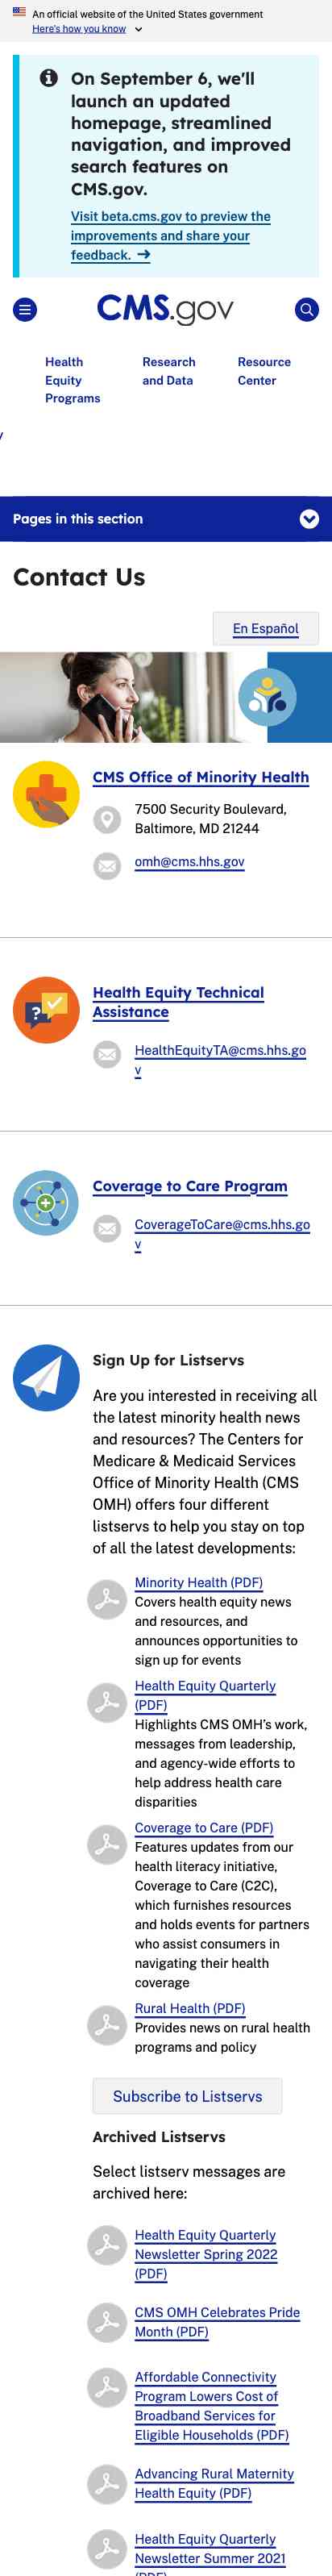 An official website of the United States government
Here's how you know
On September 6, we'll
launch an updated
homepage, streamlined
navigation, and improved
search features on
CMS.gov.
Visit beta.cms.gov to preview the
improvements and share your
feedback. →
CMS.gov
Health
Equity
Programs
Research
and Data
Resource
Center
y
Pages in this section
Contact Us
En Español
CMS Office of Minority Health
7500 Security Boulevard,
Baltimore, MD 21244
omh@cms.hhs.gov
?
Health Equity Technical
Assistance
HealthEquityTA@cms.hhs.go
v
Coverage to Care Program
CoverageToCare@cms.hhs.go
v
Sign Up for Listservs
Are you interested in receiving all
the latest minority health news
and resources? The Centers for
Medicare & Medicaid Services
Office of Minority Health (CMS
OMH) offers four different
listservs to help you stay on top
of all the latest developments:
Minority Health (PDF)
Covers health equity news
and resources, and
announces opportunities to
sign up for events
Health Equity Quarterly
(PDF)
Highlights CMS OMH’s work,
messages from leadership,
and agency-wide efforts to
help address health care
disparities
Coverage to Care (PDF)
Features updates from our
health literacy initiative,
Coverage to Care (C2C),
which furnishes resources
and holds events for partners
who assist consumers in
navigating their health
coverage
Rural Health (PDF)
Provides news on rural health
programs and policy
Subscribe to Listservs
Archived Listservs
Select listserv messages are
archived here:
Health Equity Quarterly
Newsletter Spring 2022
(PDF)
CMS OMH Celebrates Pride
Month (PDF)
Affordable Connectivity
Program Lowers Cost of
Broadband Services for
Eligible Households (PDF)
Advancing Rural Maternity
Health Equity (PDF)
Health Equity Quarterly
Newsletter Summer 2021
(PDF)